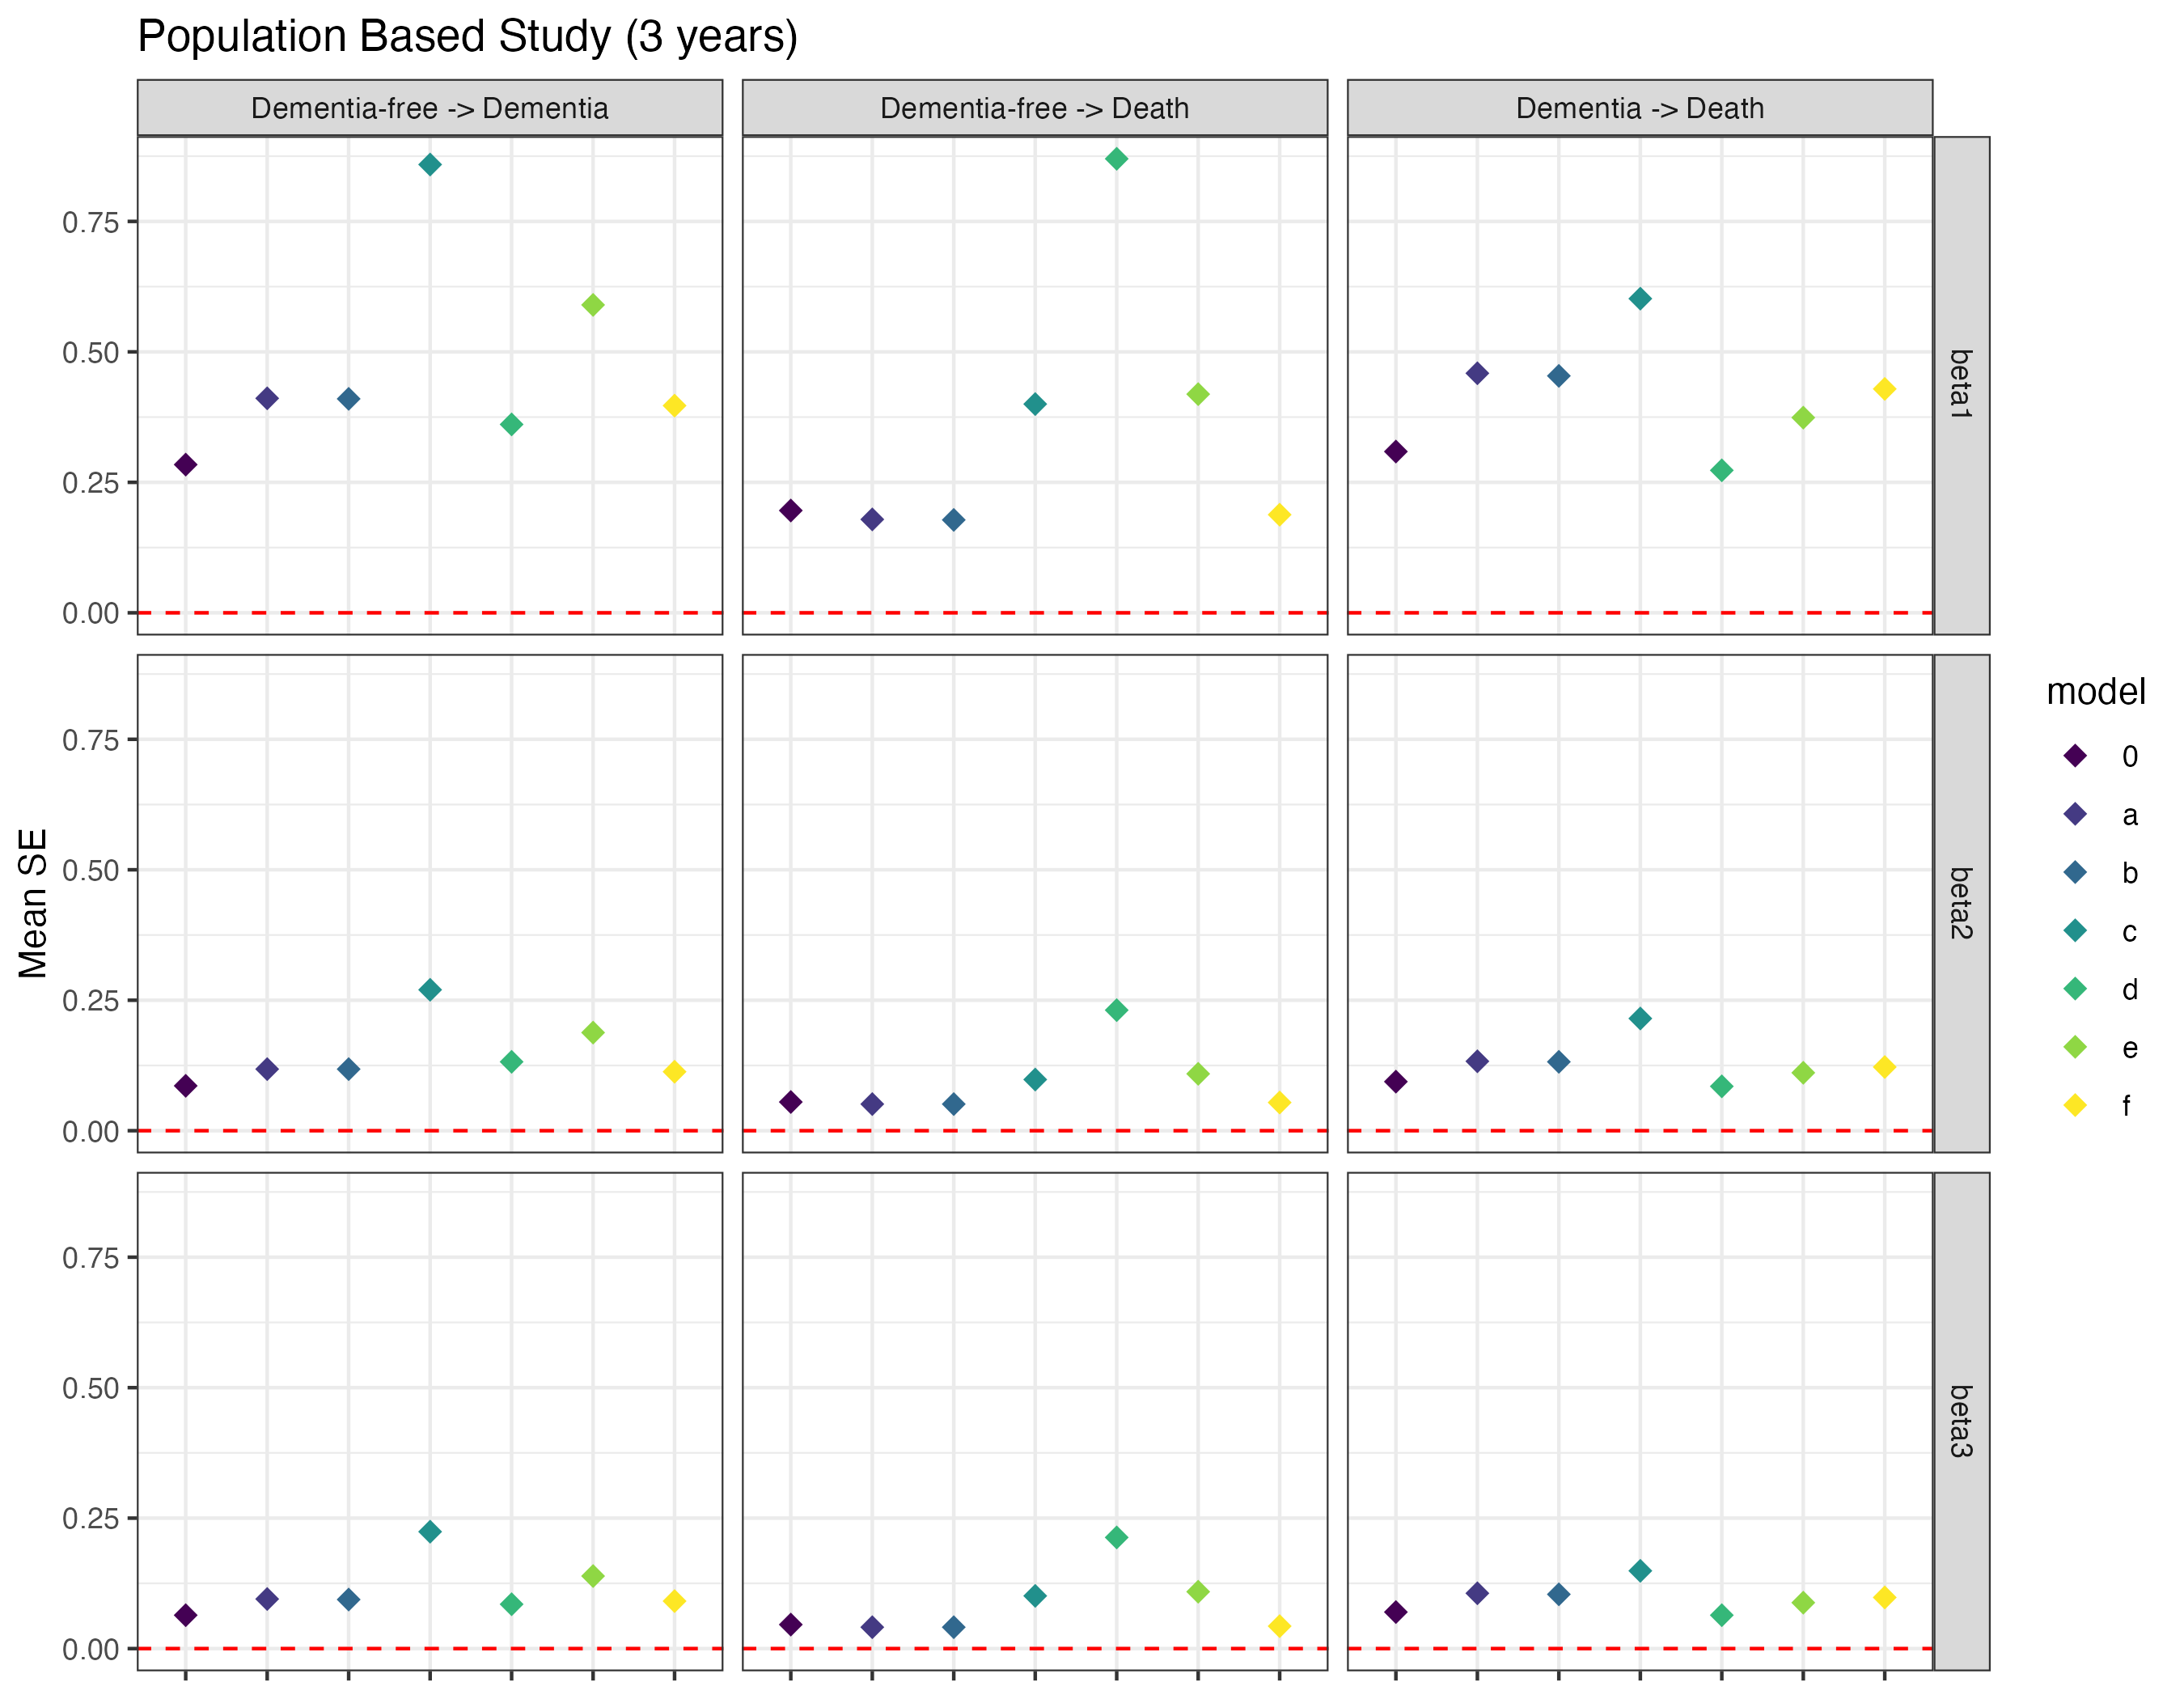 Population Based Study (3 years)
Dementia-free -> Dementia
Dementia-free -> Death
Dementia -> Death
0.75
0.50
0.25
0.00
beta1
0.75
0.50
0.25
0.00
beta2
0.75
0.50
0.25
0.00
beta3
Mean SE
model
0
a
b
c
d
e
f